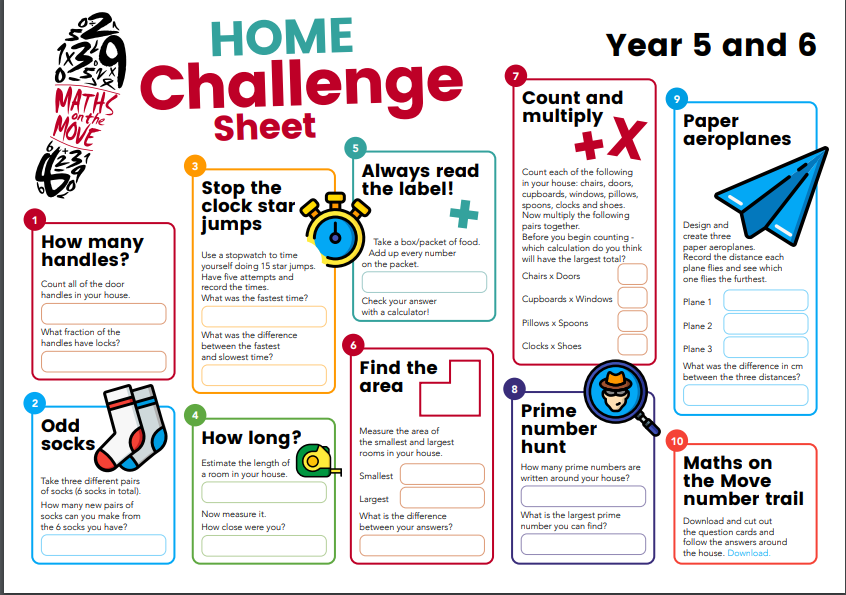 MATHS
on the
MOVE
HOME
Challenge
Sheet
Year 5 and 6
1
How many
handles?
Count all of the door
handles in your house.
What fraction of the
handles have locks?
2
Odd
socks
Take three different pairs
of socks (6 socks in total).
How many new pairs of
socks can you make from
the 6 socks you have?
3
Stop the
clock star
jumps
Use a stopwatch to time
yourself doing 15 star jumps.
Have five attempts and
record the times.
What was the fastest time?
What was the difference
between the fastest
and slowest time?
4
How long?
Estimate the length of
a room in your house.
Now measure it.
How close were you?
5
Always read
the label!
Take a box/packet of food.
Add up every number
on the packet.
Check your answer
with a calculator!
6
Find the
area
Measure the area of
the smallest and largest
rooms in your house.
Smallest
Largest
What is the difference
between your answers?
7
Count and
multiply
+X
Count each of the following
in your house: chairs, doors,
cupboards, windows, pillows,
spoons, clocks and shoes.
Now multiply the following
pairs together.
Before you begin counting -
which calculation do you think
will have the largest total?
Chairs x Doors
Cupboards x Windows
Pillows x Spoons
Clocks x Shoes
8
Prime
number
hunt
How many prime numbers are
written around your house?
What is the largest prime
number you can find?
9
Paper
aeroplanes
Design and
create three
paper aeroplanes.
Record the distance each
plane flies and see which
one flies the furthest.
Plane 1
Plane 2
Plane 3
What was the difference in cm
between the three distances?
10
Maths on
the Move
number trail
Download and cut out
the question cards and
follow the answers around
the house. Download.